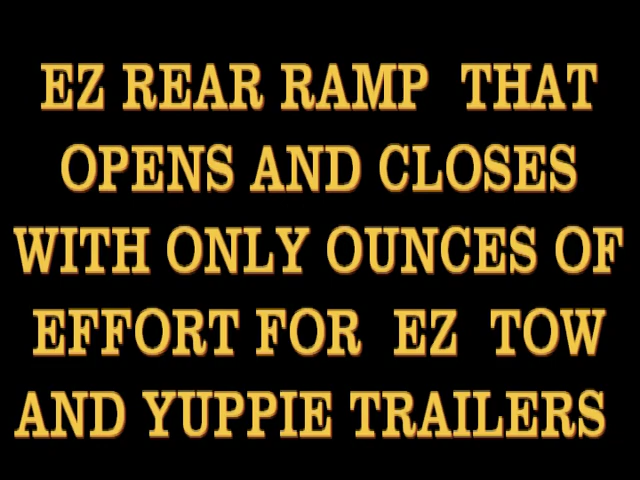 EZ REAR RAMP THAT
OPENS AND CLOSES
WITH ONLY OUNCES OF
EFFORT FOR EZ TOW
AND YUPPIE TRAILERS